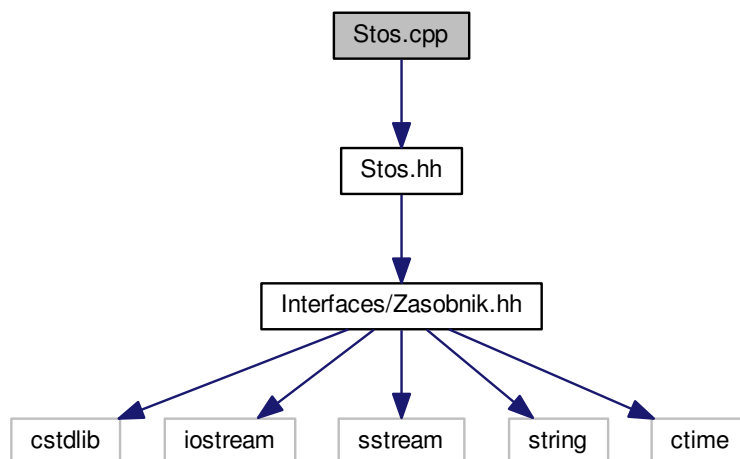 Stos.cpp
Stos.hh
Interfaces/Zasobnik.hh
cstdlib
iostream
sstream
string
ctime